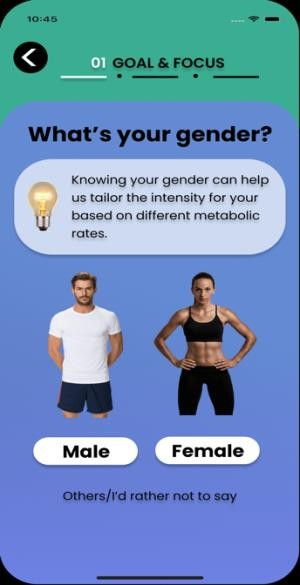 10:45
01 GOAL & FOCUS
What's your gender?
Knowing your gender can help
us tailor the intensity for your
based on different metabolic
rates.
Male
Female
Others/I'd rather not to say